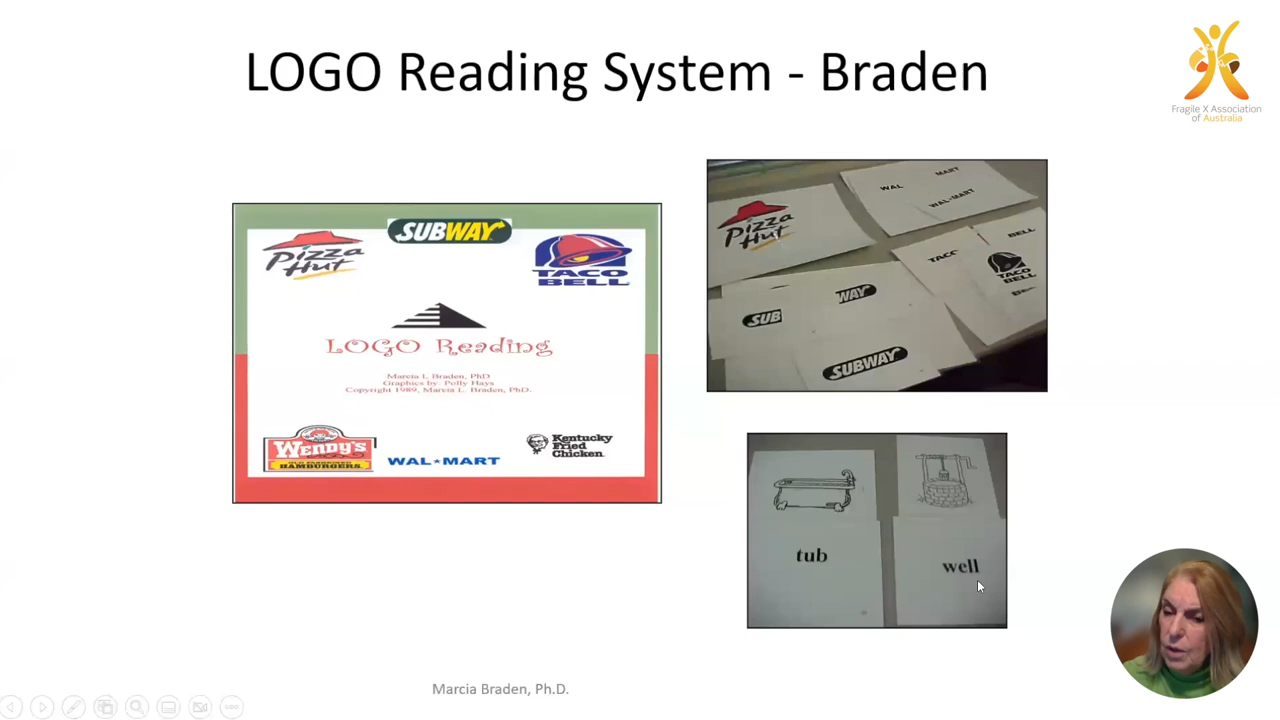 LOGO Reading System - Braden
Fragile X Association
of Australia
SUBWAY
Pizza
Hut
TACO
BELL
LOGO Reading
Marcia L Braden, PhD
Graphics by: Polly Hays
Copyright 1989, Marcia L. Braden, PhD.
WENDY'S
OLD FASHIONED
HAMBURGERS.
WAL★MART
Kentucky
Fried
Chicken
WAL
MART
WAL-MART
Pizza
Hut
BELL
TACO
BELL
SUB
WAY
SUBWAY
tub
well
Marcia Braden, Ph.D.